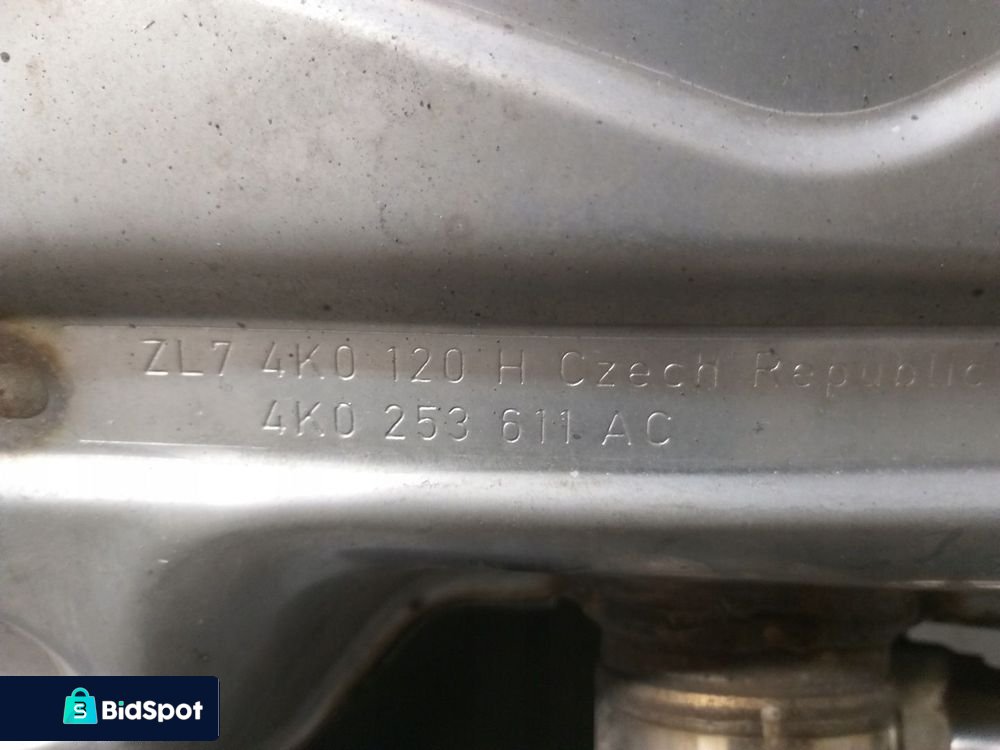 ZL7 4K0 120 H Czech Republic
4K0 253 611 AC
BidSpot